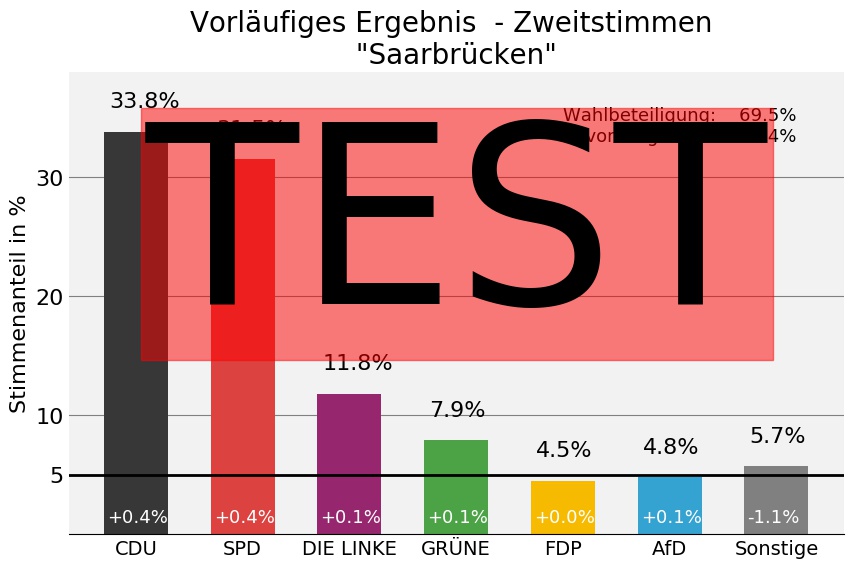 Vorläufiges Ergebnis - Zweitstimmen
"Saarbrücken"
33.8%
31.5%
Wahlbeteiligung: 69.5%
TEST
30
20
10
5
Stimmenanteil in %
11.8%
7.9%
4.5%
4.8%
5.7%
+0.4%
+0.4%
+0.1%
+0.1%
+0.0%
+0.1%
-1.1%
CDU
SPD
DIE LINKE
GRÜNE
FDP
AfD
Sonstige